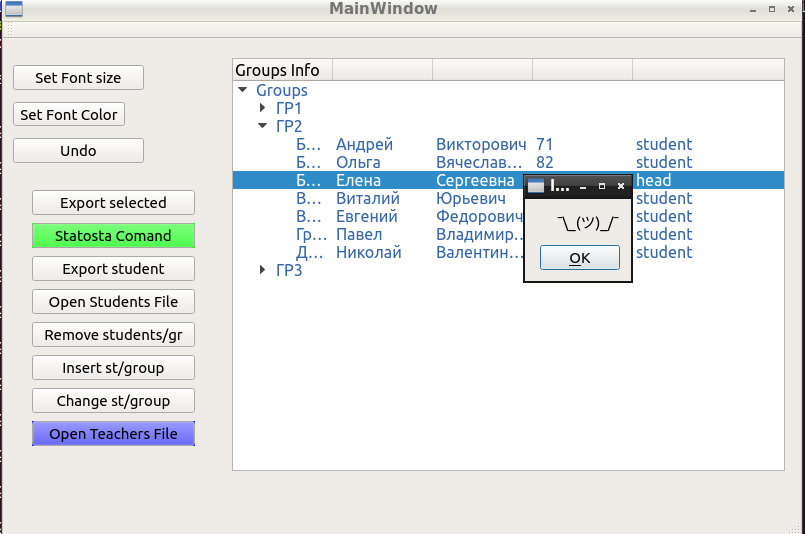 MainWindow
Set Font size
Set Font Color
Undo
Export selected
Statosta Comand
Export student
Open Students File
Remove students/gr
Insert st/group
Change st/group
Open Teachers File
Groups Info
Groups
ГР1
ГР2
Б... Андрей Викторович 71 student
Б... Ольга Вячеслав... 82 student
Б... Елена Сергеевна head
В... Виталий Юрьевич student
В... Евгений Федорович student
Гр... Павел Владимир... student
Д... Николай Валентин... student
ГР3
I...
¯\_(ツ)_/¯
OK